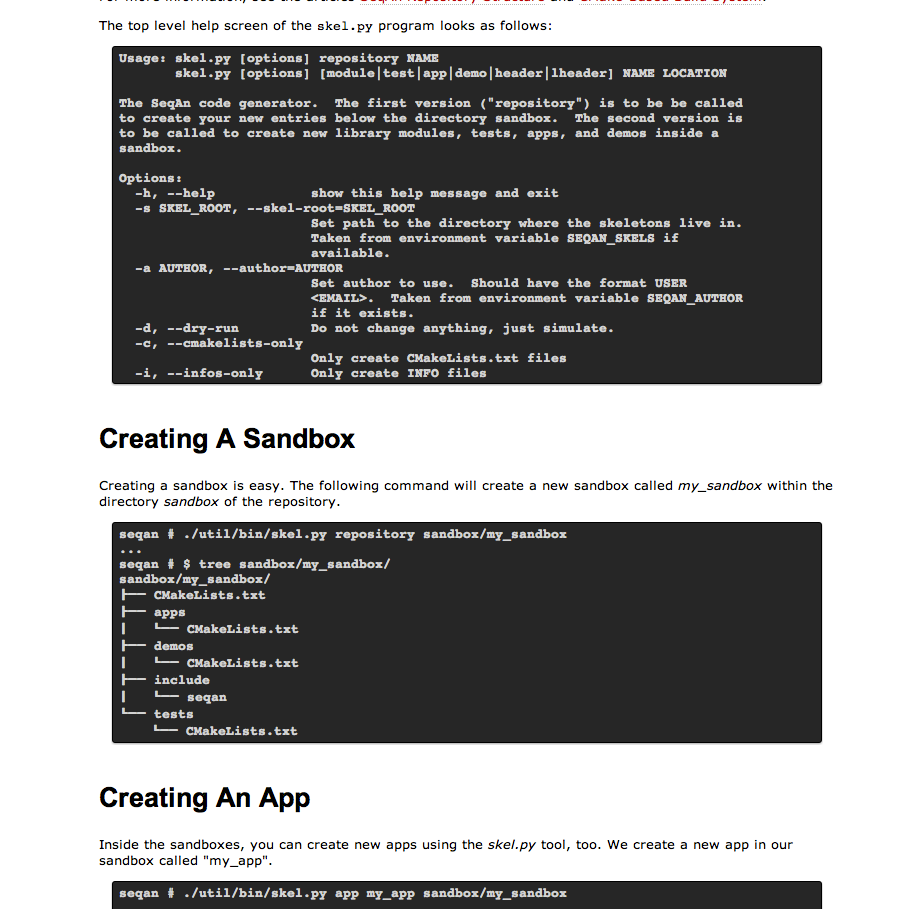 The top level help screen of the skel.py program looks as follows:
Usage: skel.py [options] repository NAME
skel.py [options] [module|test|app|demo|header|lheader] NAME LOCATION
The SeqAn code generator.  The first version ("repository") is to be be called
to create your new entries below the directory sandbox.  The second version is
to be called to create new library modules, tests, apps, and demos inside a
sandbox.
Options:
-h, --help            show this help message and exit
-s SKEL_ROOT, --skel-root=SKEL_ROOT
Set path to the directory where the skeletons live in.
Taken from environment variable SEQAN_SKELS if
available.
-a AUTHOR, --author=AUTHOR
Set author to use.  Should have the format USER
<EMAIL>.  Taken from environment variable SEQAN_AUTHOR
if it exists.
-d, --dry-run         Do not change anything, just simulate.
-c, --cmakelists-only
Only create CMakeLists.txt files
-i, --infos-only      Only create INFO files
Creating A Sandbox
Creating a sandbox is easy. The following command will create a new sandbox called my_sandbox within the
directory sandbox of the repository.
seqan # ./util/bin/skel.py repository sandbox/my_sandbox
...
seqan # $ tree sandbox/my_sandbox/
sandbox/my_sandbox/
├── CMakeLists.txt
├── apps
│   └── CMakeLists.txt
├── demos
│   └── CMakeLists.txt
├── include
│   └── seqan
└── tests
    └── CMakeLists.txt
Creating An App
Inside the sandboxes, you can create new apps using the skel.py tool, too. We create a new app in our
sandbox called "my_app".
seqan # ./util/bin/skel.py app my_app sandbox/my_sandbox